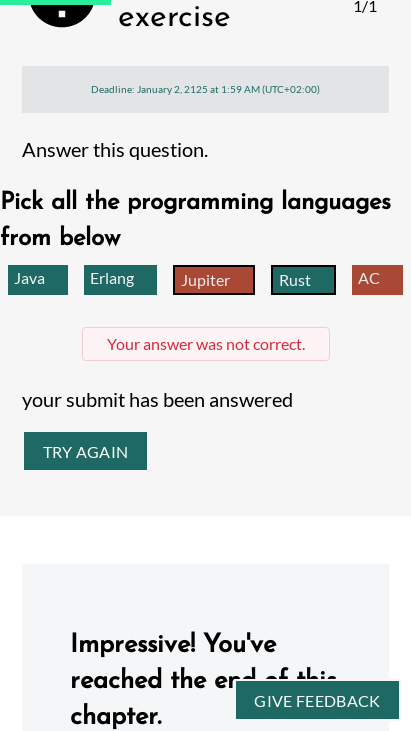 exercise
1/1
Deadline: January 2, 2125 at 1:59 AM (UTC+02:00)
Answer this question.
Pick all the programming languages
from below
Java
Erlang
Jupiter
Rust
AC
Your answer was not correct.
your submit has been answered
TRY AGAIN
Impressive! You've
reached the end of this
chapter.
GIVE FEEDBACK